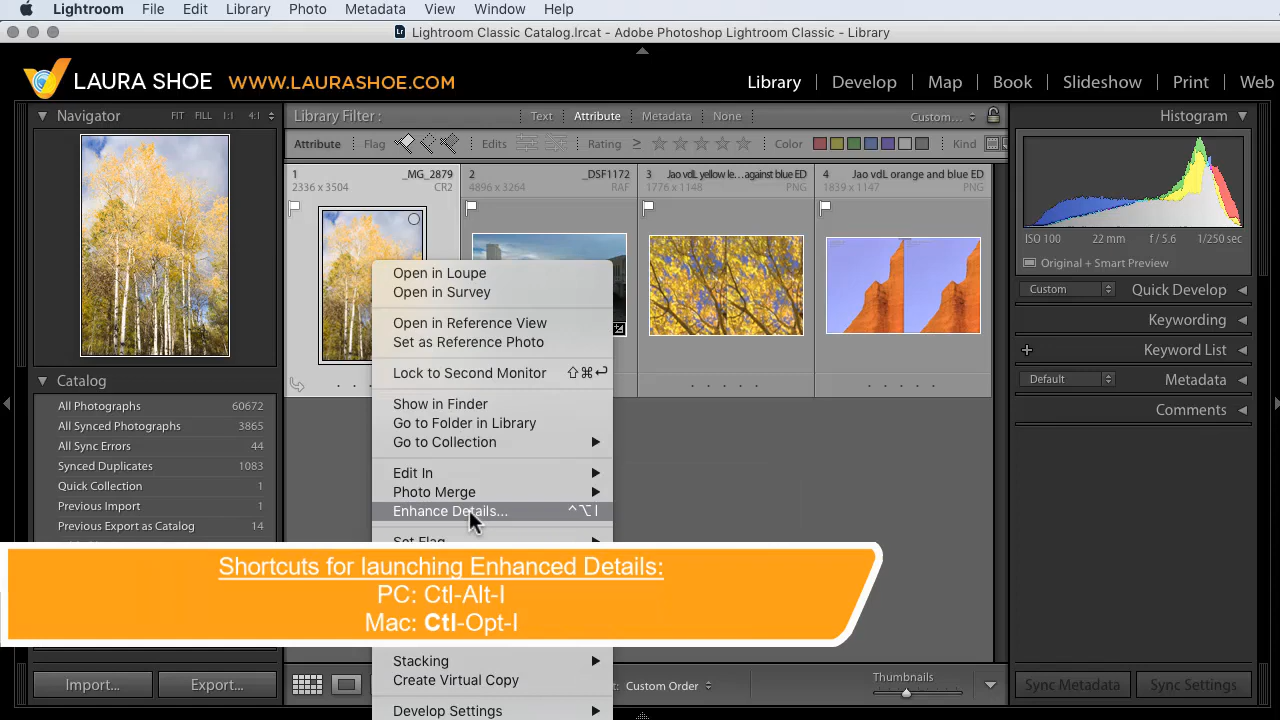 Lightroom File Edit Library Photo Metadata View Window Help
Lightroom Classic Catalog.lrcat - Adobe Photoshop Lightroom Classic - Library
LAURA SHOE WWW.LAURASHOE.COM
Library | Develop | Map | Book | Slideshow | Print | Web
Navigator FIT FILL 1:1 4:1
Library Filter : Text Attribute Metadata None Custom...
Histogram
Attribute Flag Edits Rating ≥ Color Kind
1 _MG_2879
2336 x 3504 CR2
2 _DSF1172
4896 x 3264 RAF
3 Jao vdL yellow le...against blue ED
1776 x 1148 PNG
4 Jao vdL orange and blue ED
1839 x 1147 PNG
ISO 100 22 mm f / 5.6 1/250 sec
Original + Smart Preview
Custom Quick Develop
Keywording
Keyword List
Default Metadata
Comments
Catalog
All Photographs 60672
All Synced Photographs 3865
All Sync Errors 44
Synced Duplicates 1083
Quick Collection 1
Previous Import 1
Previous Export as Catalog 1
Open in Loupe
Open in Survey
Open in Reference View
Set as Reference Photo
Lock to Second Monitor ⇧⌘↩
Show in Finder
Go to Folder in Library
Go to Collection
Edit In
Photo Merge
Enhance Details... ^⌥I
Set Flag
Shortcuts for launching Enhanced Details:
PC: Ctl-Alt-I
Mac: Ctl-Opt-I
Stacking
Create Virtual Copy
Develop Settings
Import... Export...
Custom Order
Thumbnails
Sync Metadata Sync Settings